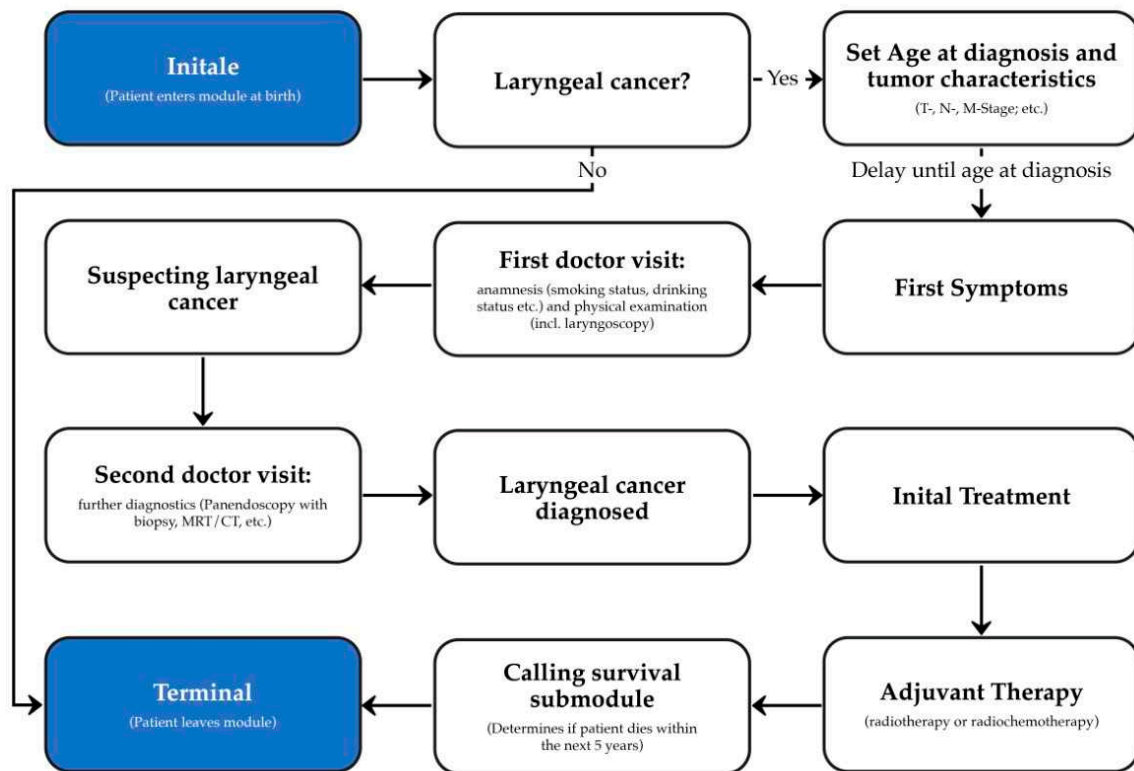 Initale
(Patient enters module at birth)
Laryngeal cancer?
Yes
Set Age at diagnosis and
tumor characteristics
(T-, N-, M-Stage; etc.)
No
Delay until age at diagnosis
Suspecting laryngeal
cancer
First doctor visit:
anamnesis (smoking status, drinking
status etc.) and physical examination
(incl. laryngoscopy)
First Symptoms
Second doctor visit:
further diagnostics (Panendoscopy with
biopsy, MRT/CT, etc.)
Laryngeal cancer
diagnosed
Inital Treatment
Terminal
(Patient leaves module)
Calling survival
submodule
(Determines if patient dies within
the next 5 years)
Adjuvant Therapy
(radiotherapy or radiochemotherapy)